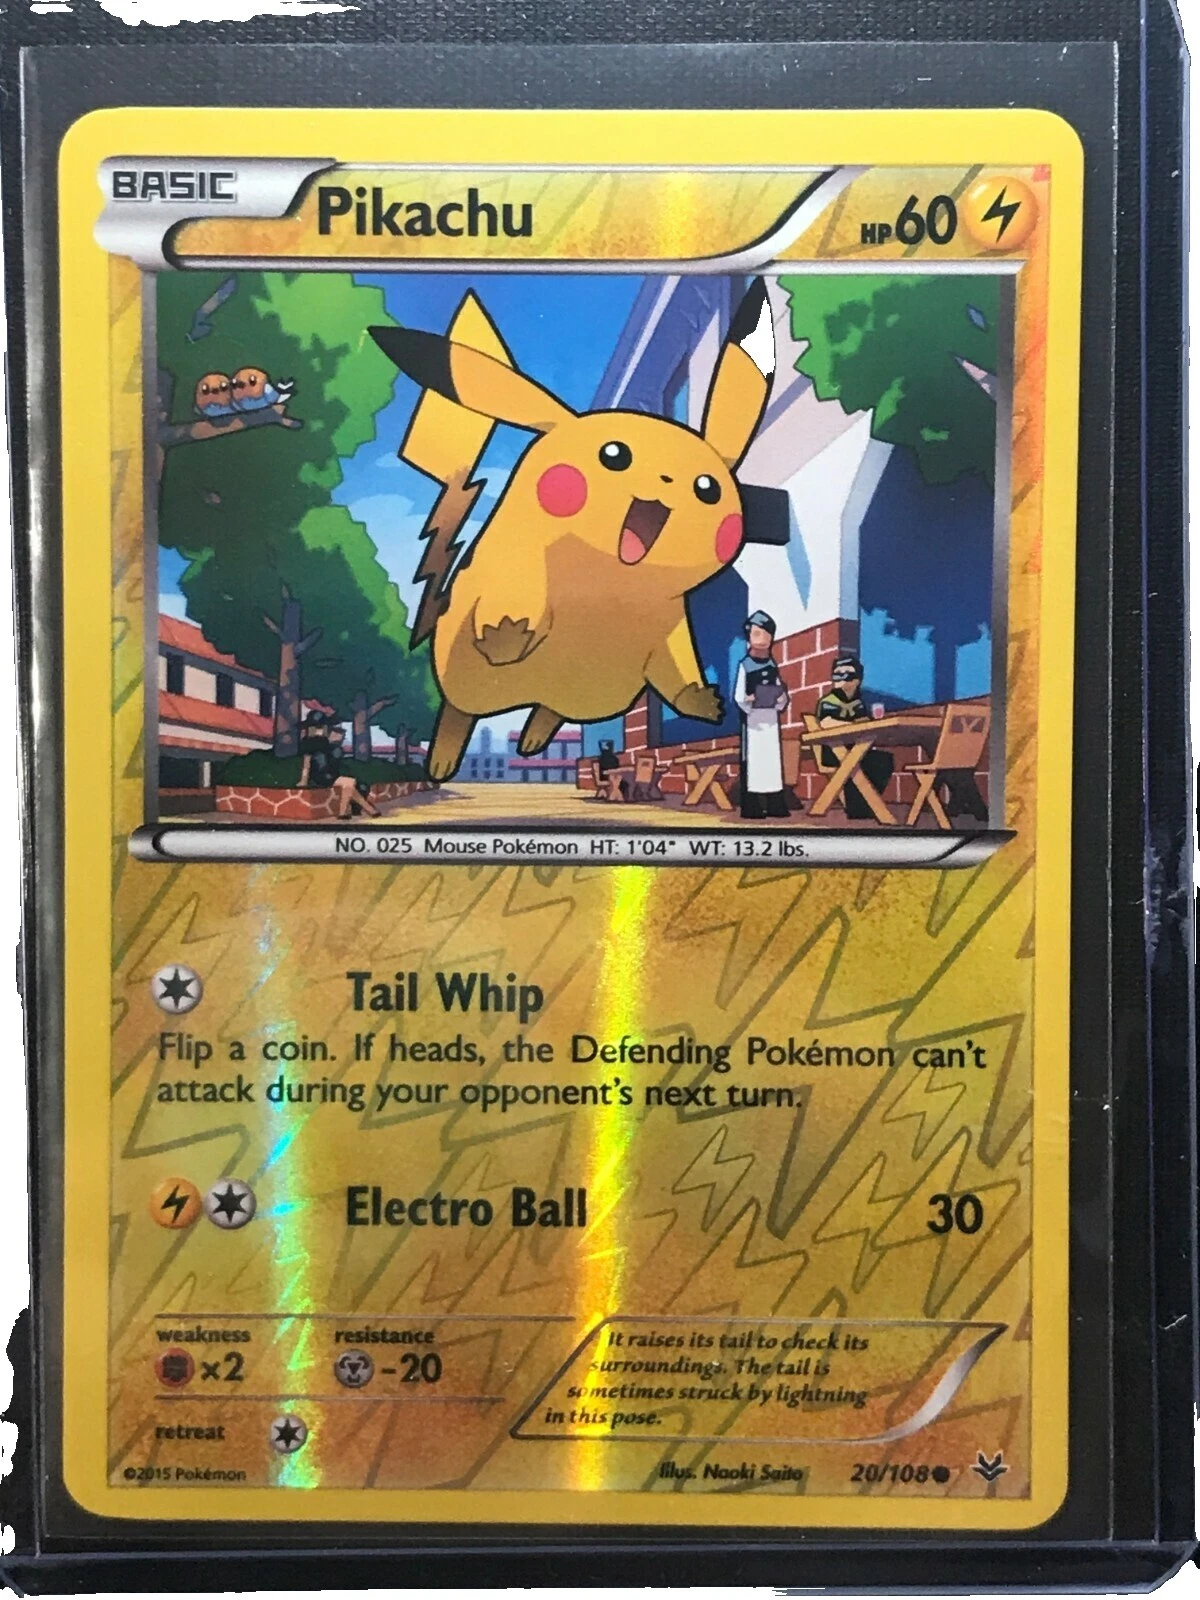 BASIC
Pikachu
HP60
NO. 025 Mouse Pokémon HT: 1'04" WT: 13.2 lbs.
Tail Whip
Flip a coin. If heads, the Defending Pokémon can't
attack during your opponent's next turn.
Electro Ball 30
weakness resistance
×2 -20
It raises its tail to check its
surroundings. The tail is
sometimes struck by lightning
in this pose.
retreat
©2015 Pokémon Illus. Naoki Saito 20/108